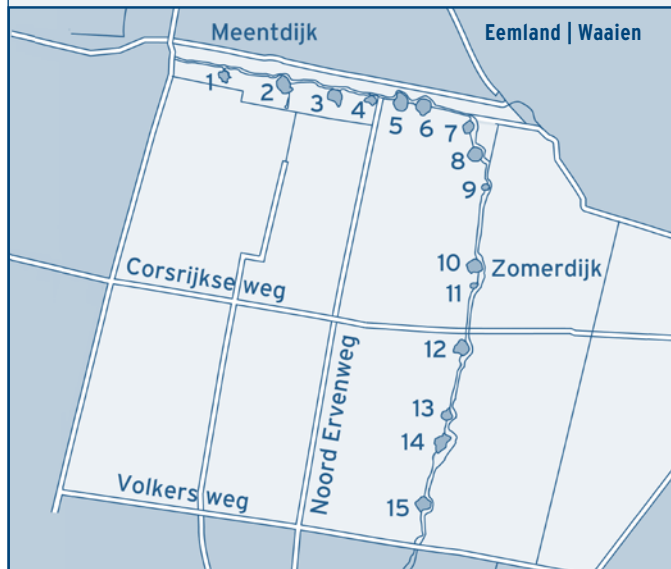 Meentdijk
Eemland | Waaien
1
2
3
4
5
6
7
8
9
10
Zomerdijk
Corsrijkse weg
11
12
Noord Ervenweg
13
14
Volkers weg
15